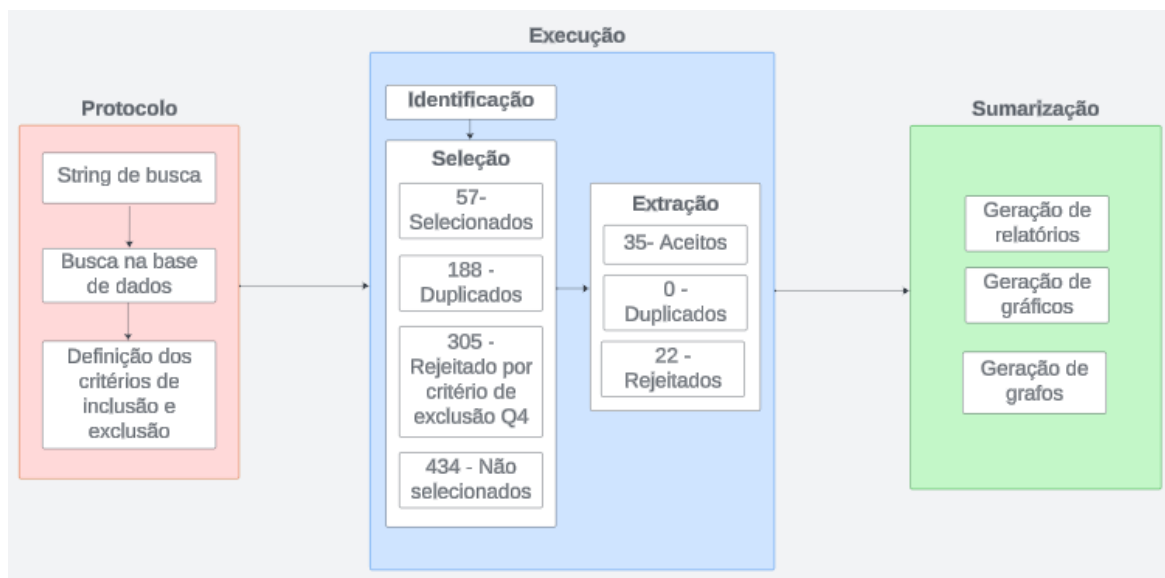 Execução
Protocolo
String de busca
Busca na base
de dados
Definição dos
critérios de
inclusão e
exclusão
Identificação
Seleção
57-
Selecionados
188 -
Duplicados
305 -
Rejeitado por
critério de
exclusão Q4
434 - Não
selecionados
Extração
35- Aceitos
0 -
Duplicados
22 -
Rejeitados
Sumarização
Geração de
relatórios
Geração de
gráficos
Geração de
grafos